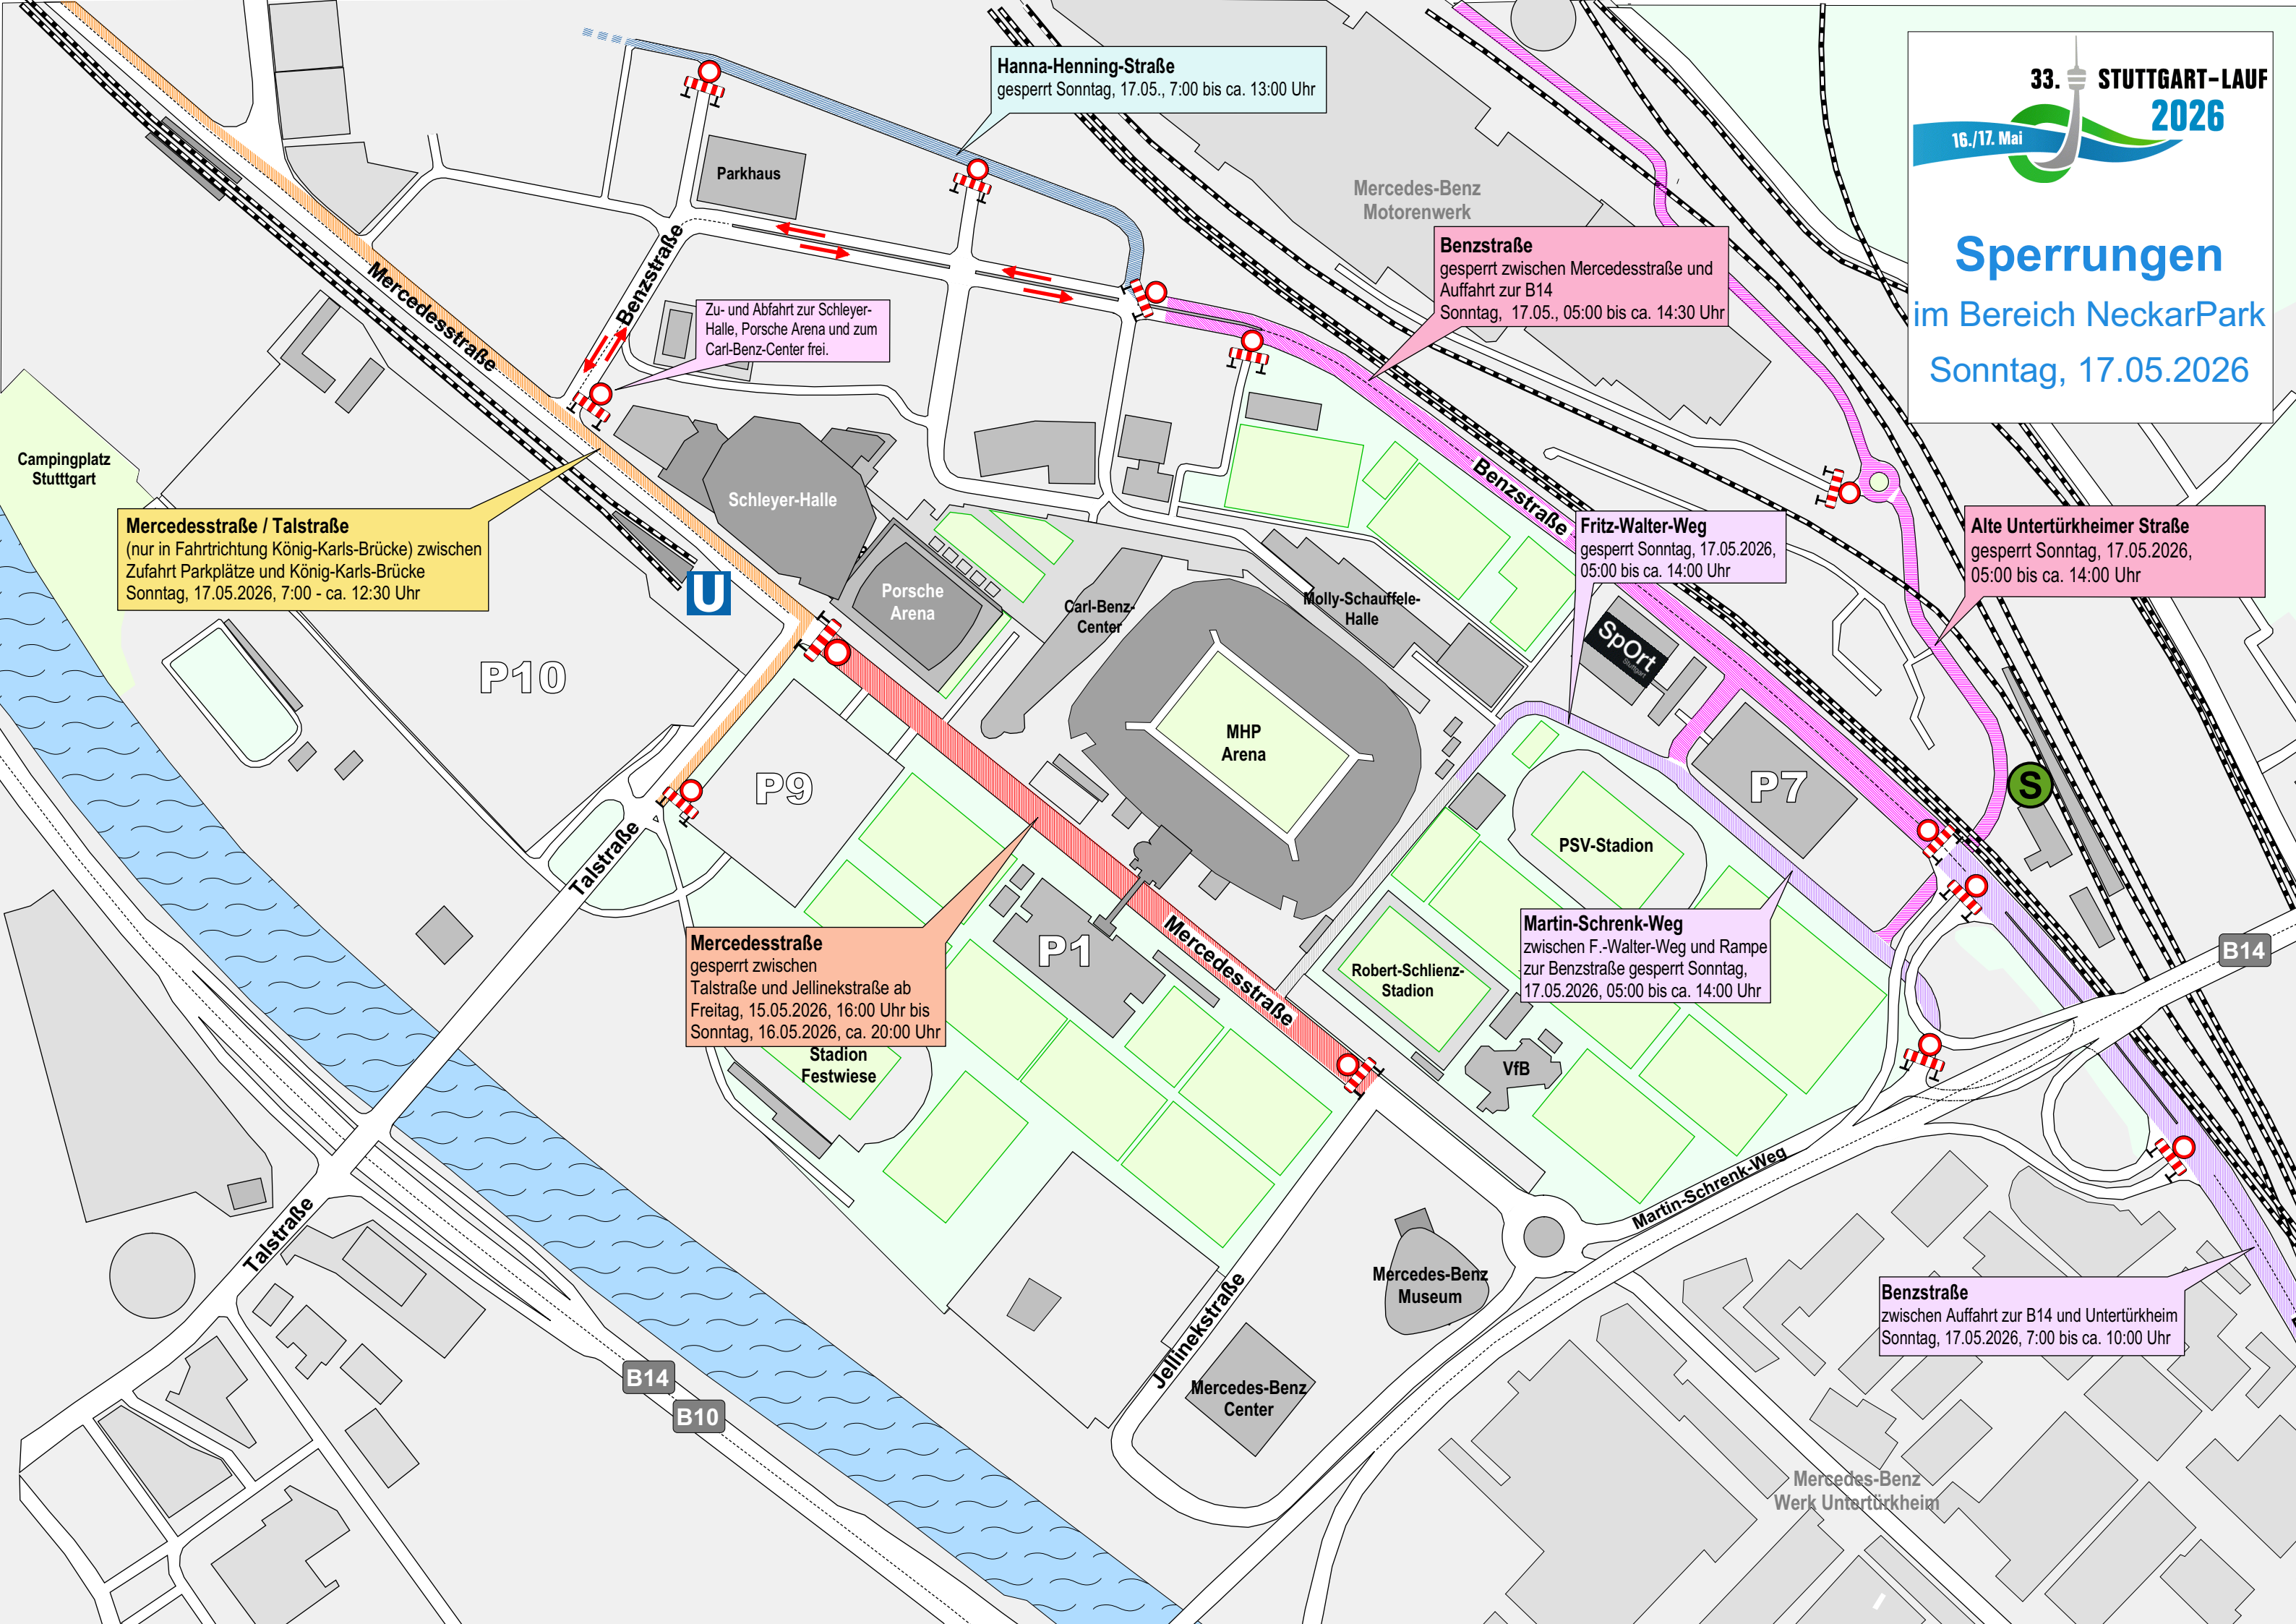 33. STUTTGART-LAUF
2026
16./17. Mai
Sperrungen
im Bereich NeckarPark
Sonntag, 17.05.2026
Hanna-Henning-Straße
gesperrt Sonntag, 17.05., 7:00 bis ca. 13:00 Uhr
Parkhaus
Mercedes-Benz
Motorenwerk
Benzstraße
gesperrt zwischen Mercedesstraße und
Auffahrt zur B14
Sonntag, 17.05., 05:00 bis ca. 14:30 Uhr
Mercedesstraße
Benzstraße
Zu- und Abfahrt zur Schleyer-
Halle, Porsche Arena und zum
Carl-Benz-Center frei.
Campingplatz
Stutttgart
Mercedesstraße / Talstraße
(nur in Fahrtrichtung König-Karls-Brücke) zwischen
Zufahrt Parkplätze und König-Karls-Brücke
Sonntag, 17.05.2026, 7:00 - ca. 12:30 Uhr
Schleyer-Halle
Benzstraße
Fritz-Walter-Weg
gesperrt Sonntag, 17.05.2026,
05:00 bis ca. 14:00 Uhr
Alte Untertürkheimer Straße
gesperrt Sonntag, 17.05.2026,
05:00 bis ca. 14:00 Uhr
U
Porsche
Arena
Carl-Benz-
Center
Molly-Schauffele-
Halle
SpOrt
Stuttgart
P10
MHP
Arena
P9
P7
S
PSV-Stadion
Talstraße
Mercedesstraße
gesperrt zwischen
Talstraße und Jellinekstraße ab
Freitag, 15.05.2026, 16:00 Uhr bis
Sonntag, 16.05.2026, ca. 20:00 Uhr
P1
Mercedesstraße
Robert-Schlienz-
Stadion
Martin-Schrenk-Weg
zwischen F.-Walter-Weg und Rampe
zur Benzstraße gesperrt Sonntag,
17.05.2026, 05:00 bis ca. 14:00 Uhr
B14
Stadion
Festwiese
VfB
Martin-Schrenk-Weg
Talstraße
Jellinekstraße
Mercedes-Benz
Museum
Benzstraße
zwischen Auffahrt zur B14 und Untertürkheim
Sonntag, 17.05.2026, 7:00 bis ca. 10:00 Uhr
B14
B10
Mercedes-Benz
Center
Mercedes-Benz
Werk Untertürkheim